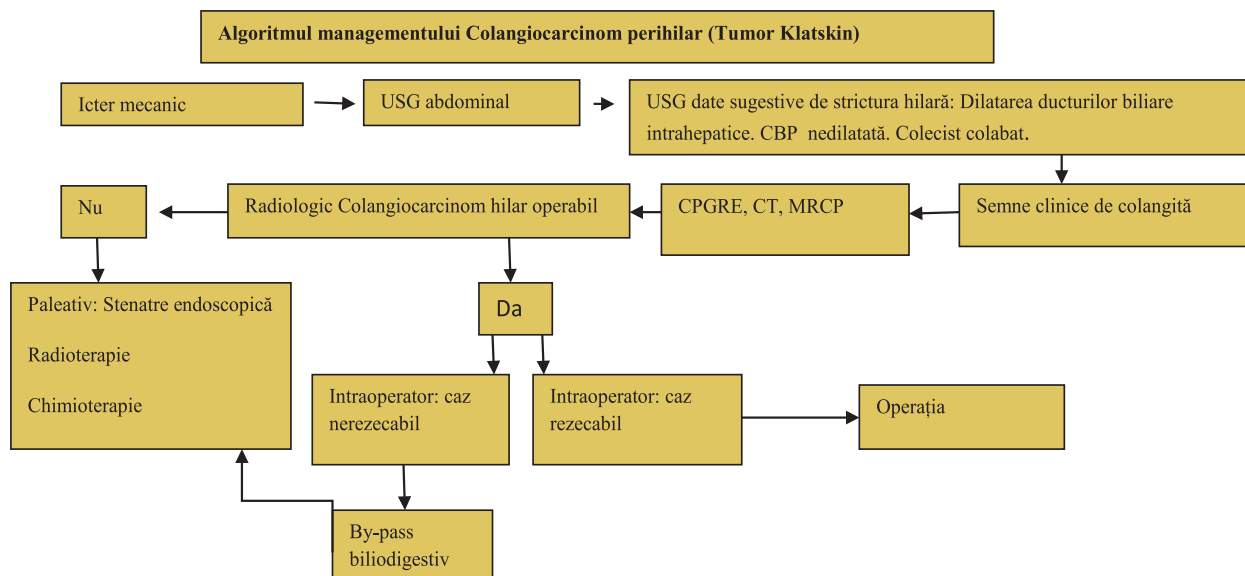 Algoritmul managementului Colangiocarcinom perihilar (Tumor Klatskin)
Icter mecanic
USG abdominal
USG date sugestive de strictura hilară: Dilatarea ducturilor biliare
intrahepatice. CBP nedilatată. Colecist colabat.
Nu
Radiologic Colangiocarcinom hilar operabil
CPGRE, CT, MRCP
Semne clinice de colangită
Paleativ: Stenatre endoscopică
Radioterapie
Chimioterapie
Da
Intraoperator: caz
nerezecabil
Intraoperator: caz
rezecabil
Operația
By-pass
biliodigestiv